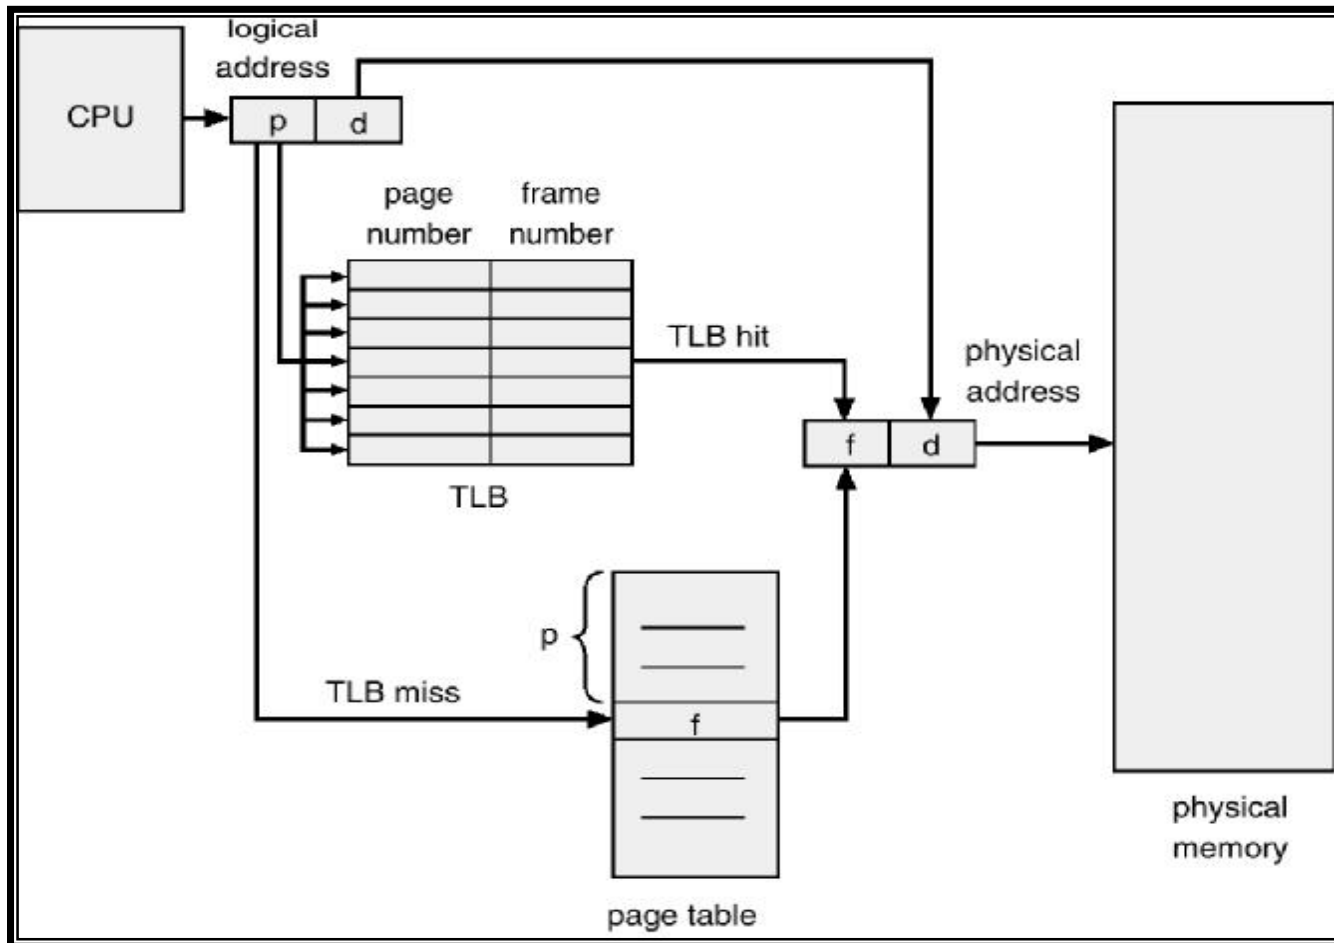 logical
address
CPU
p
d
page
number
frame
number
TLB hit
physical
address
f
d
TLB
p
TLB miss
f
physical
memory
page table